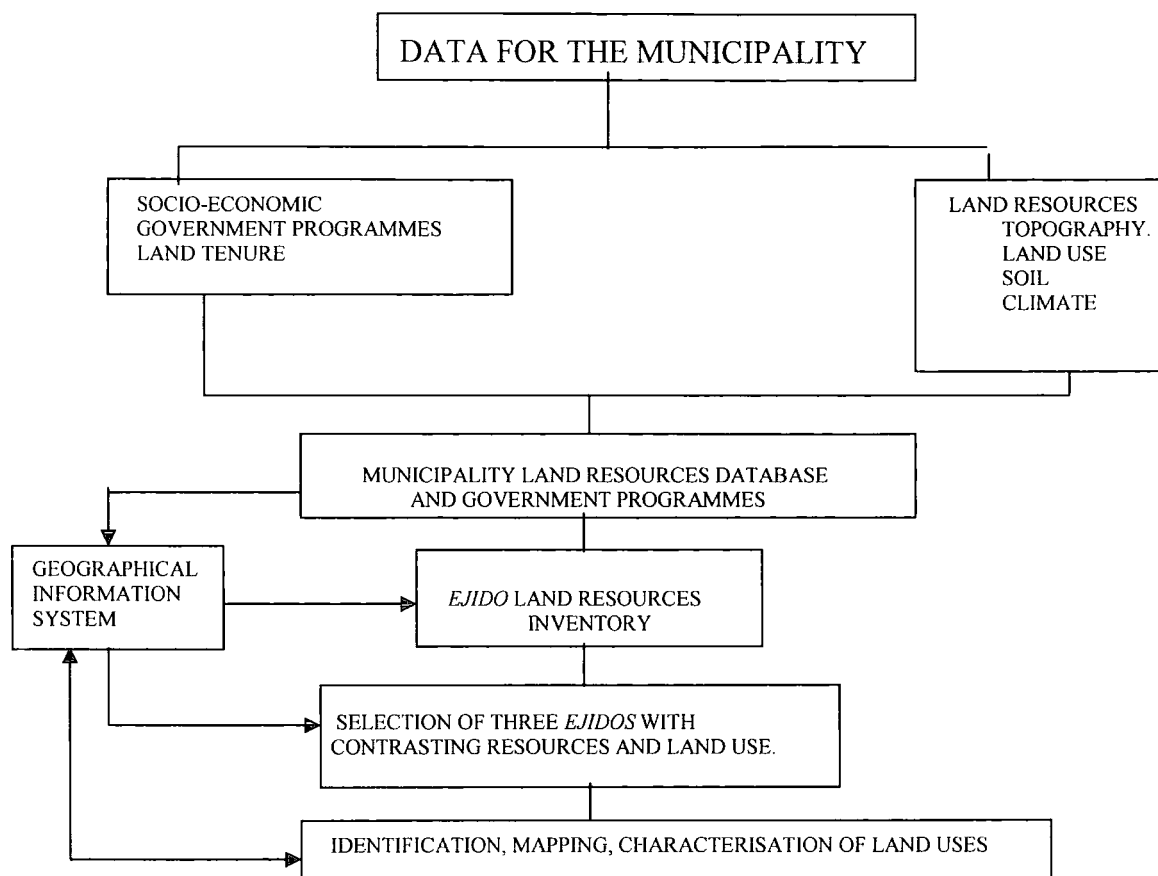 DATA FOR THE MUNICIPALITY
SOCIO-ECONOMIC
GOVERNMENT PROGRAMMES
LAND TENURE
LAND RESOURCES
TOPOGRAPHY.
LAND USE
SOIL
CLIMATE
MUNICIPALITY LAND RESOURCES DATABASE
AND GOVERNMENT PROGRAMMES
GEOGRAPHICAL
INFORMATION
SYSTEM
EJIDO LAND RESOURCES
INVENTORY
SELECTION OF THREE EJIDOS WITH
CONTRASTING RESOURCES AND LAND USE.
IDENTIFICATION, MAPPING, CHARACTERISATION OF LAND USES